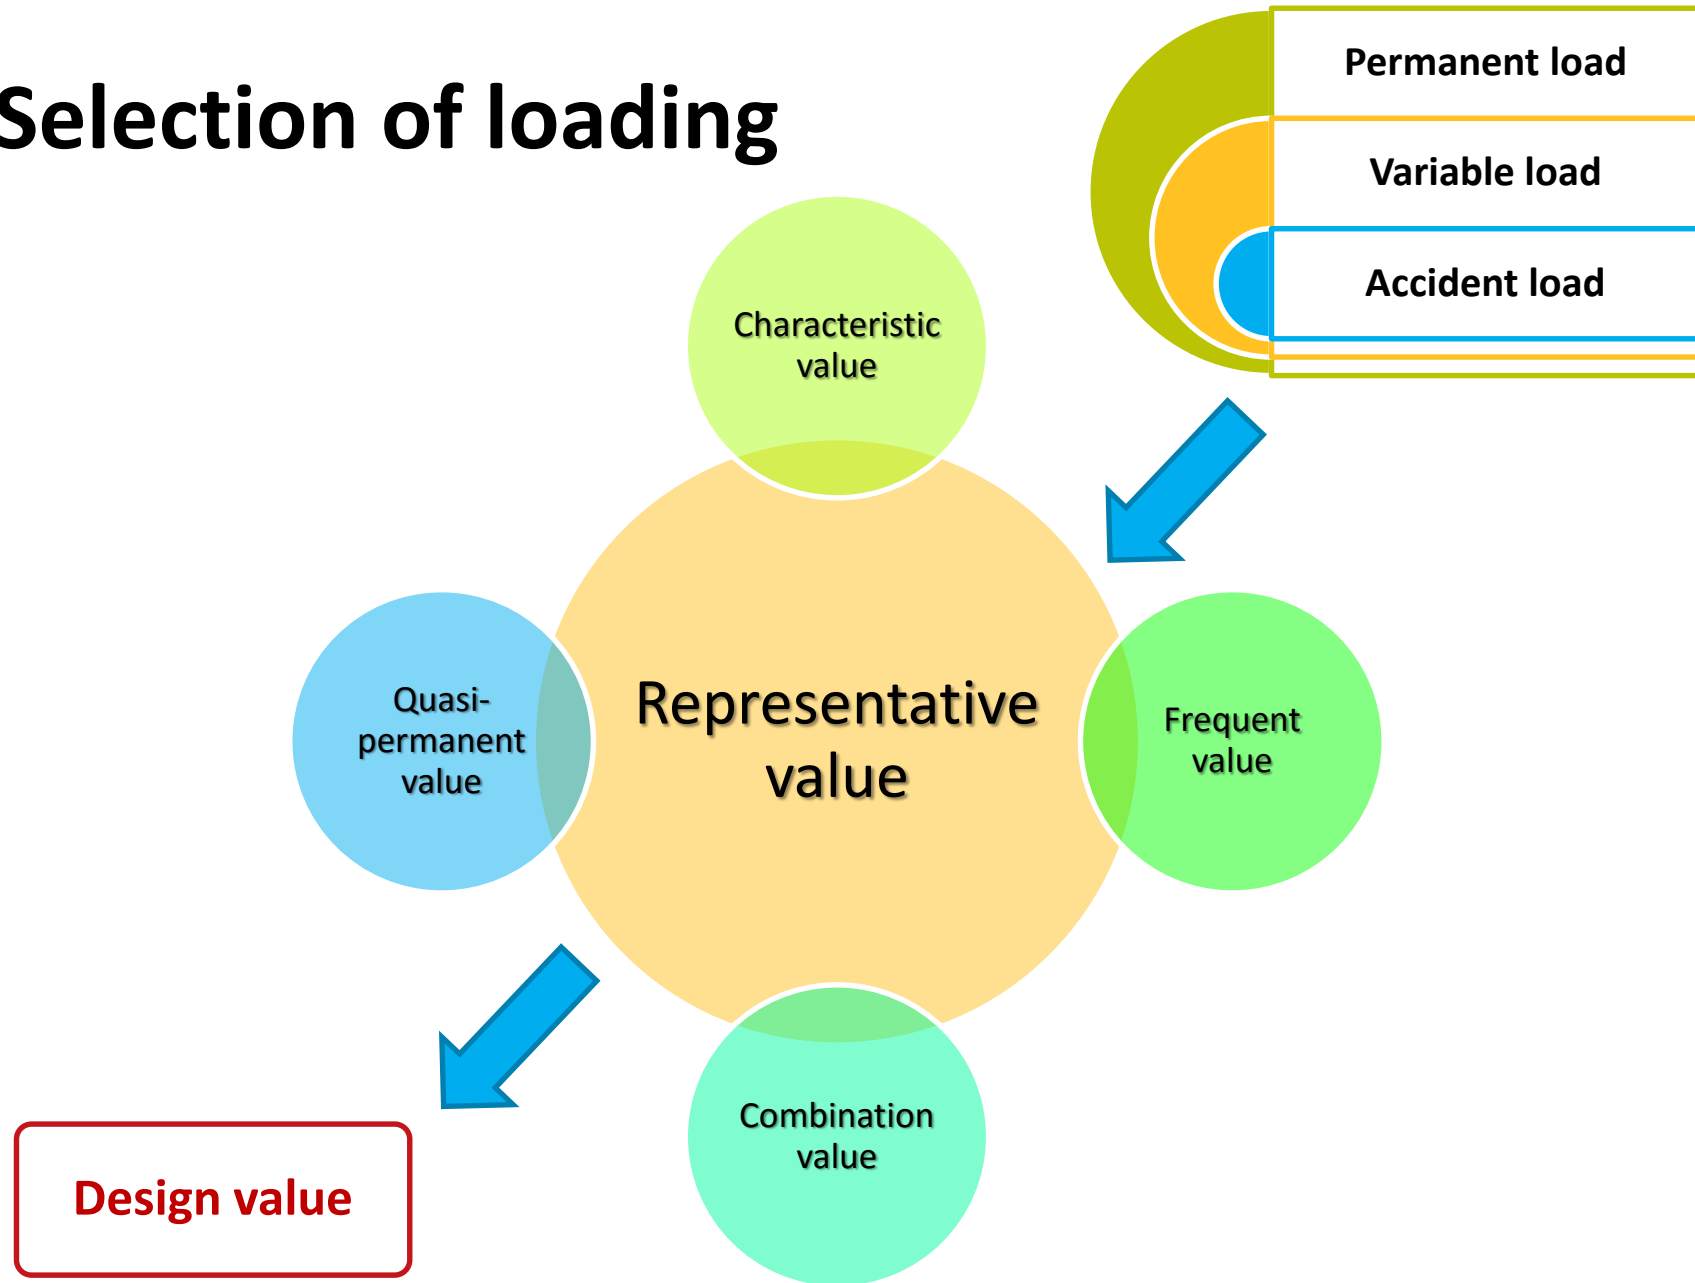 Selection of loading
Permanent load
Variable load
Accident load
Characteristic
value
Quasi-
permanent
value
Representative
value
Frequent
value
Combination
value
Design value